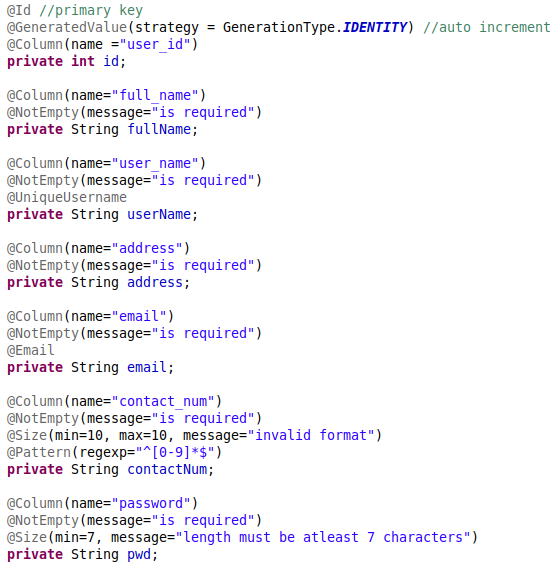 @Id //primary key
@GeneratedValue(strategy = GenerationType.IDENTITY) //auto increment
@Column(name ="user_id")
private int id;
@Column(name="full_name")
@NotEmpty(message="is required")
private String fullName;
@Column(name="user_name")
@NotEmpty(message="is required")
@UniqueUsername
private String userName;
@Column(name="address")
@NotEmpty(message="is required")
private String address;
@Column(name="email")
@NotEmpty(message="is required")
@Email
private String email;
@Column(name="contact_num")
@NotEmpty(message="is required")
@Size(min=10, max=10, message="invalid format")
@Pattern(regexp="^[0-9]*$")
private String contactNum;
@Column(name="password")
@NotEmpty(message="is required")
@Size(min=7, message="length must be atleast 7 characters")
private String pwd;